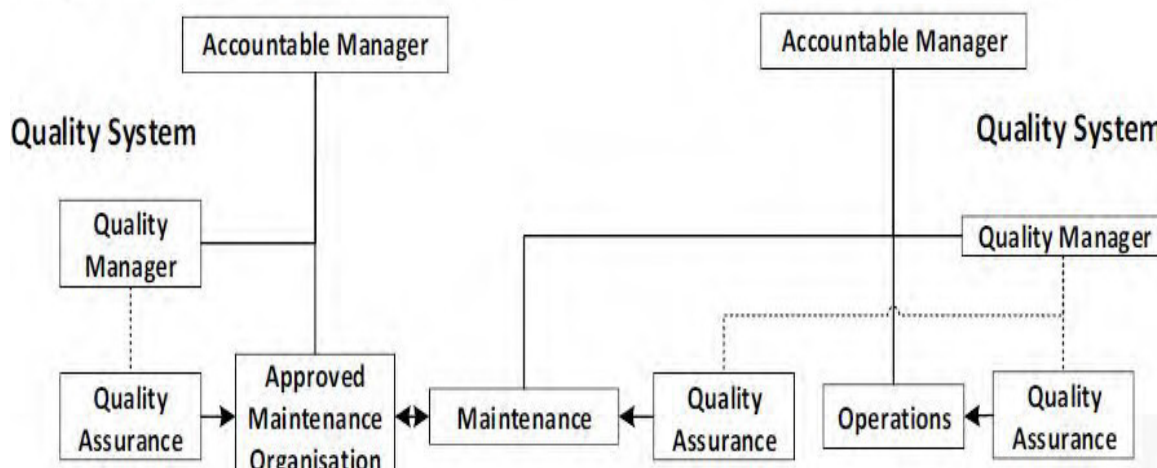 Accountable Manager
Accountable Manager
Quality System
Quality System
Quality
Manager
Quality Manager
Quality
Assurance
Approved
Maintenance
Organisation
Maintenance
Quality
Assurance
Operations
Quality
Assurance